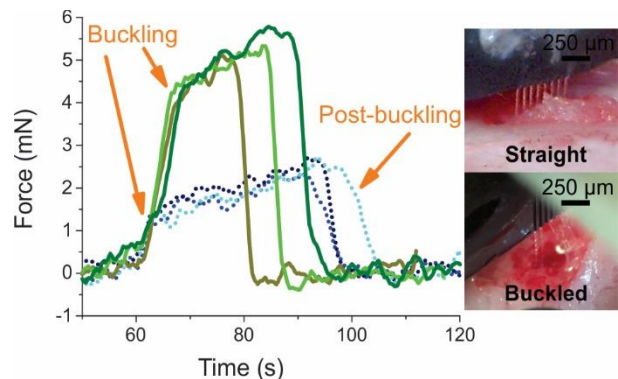 6
5
4
3
2
1
0
-1
Force (mN)
Buckling
Post-buckling
60
80
100
120
Time (s)
250 µm
Straight
250 µm
Buckled